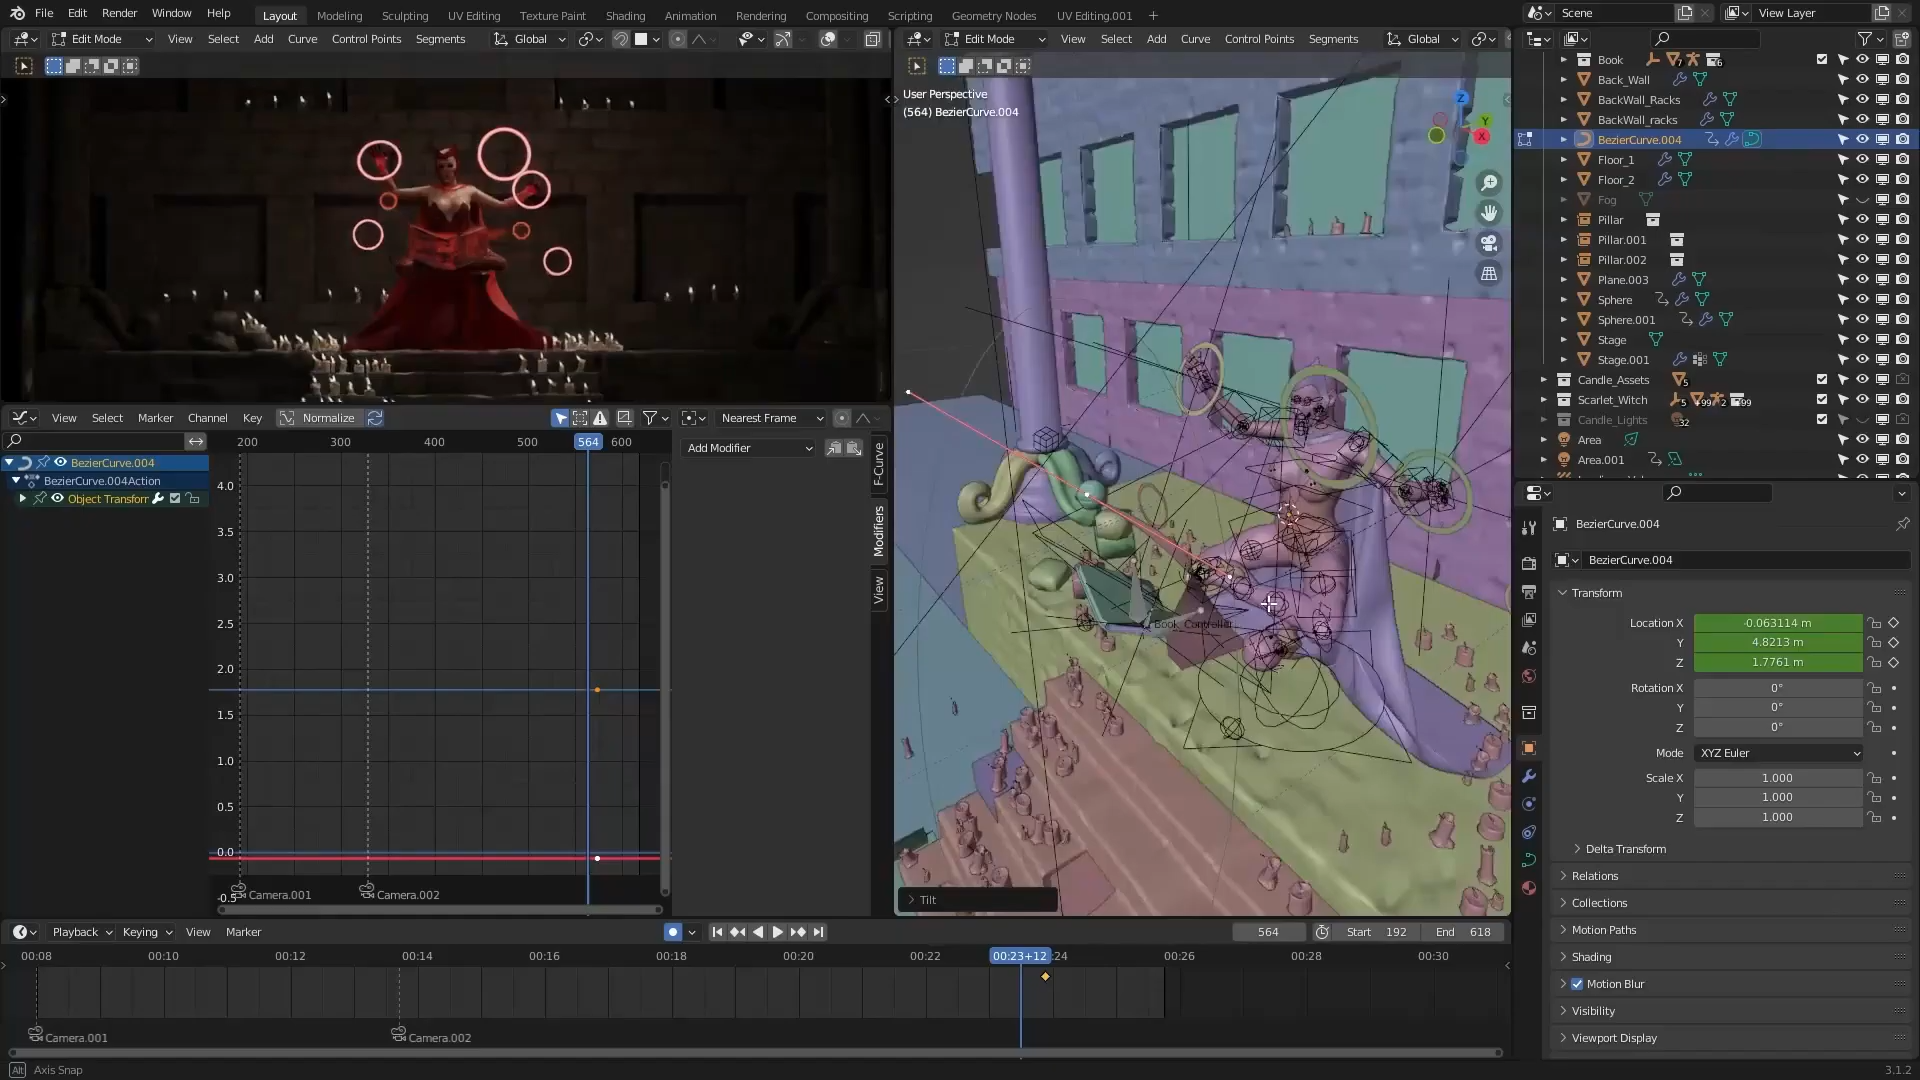 File Edit Render Window Help Layout Modeling Sculpting UV Editing Texture Paint Shading Animation Rendering Compositing Scripting Geometry Nodes UV Editing.001 + Scene View Layer
Edit Mode View Select Add Curve Control Points Segments Global
Edit Mode View Select Add Curve Control Points Segments Global
User Perspective
(564) BezierCurve.004
Z
Y
X
Book Controller
Tilt
Book 6
Back_Wall
BackWall_Racks
BackWall_racks
BezierCurve.004
Floor_1
Floor_2
Fog
Pillar
Pillar.001
Pillar.002
Plane.003
Sphere
Sphere.001
Stage
Stage.001
Candle_Assets 5
Scarlet_Witch 5 +99 2 +99
Candle_Lights 32
Area
Area.001
View Select Marker Channel Key Normalize Nearest Frame
200 300 400 500 564 600
Add Modifier
BezierCurve.004
BezierCurve.004Action
Object Transforr
4.0
3.5
3.0
2.5
2.0
1.5
1.0
0.5
0.0
-0.5
Camera.001 Camera.002
F-Curve
Modifiers
View
BezierCurve.004
BezierCurve.004
Transform
Location X -0.063114 m
Y 4.8213 m
Z 1.7761 m
Rotation X 0°
Y 0°
Z 0°
Mode XYZ Euler
Scale X 1.000
Y 1.000
Z 1.000
Delta Transform
Relations
Collections
Motion Paths
Shading
Motion Blur
Visibility
Viewport Display
Playback Keying View Marker 564 Start 192 End 618
00:08 00:10 00:12 00:14 00:16 00:18 00:20 00:22 00:23+12 :24 00:26 00:28 00:30
Camera.001 Camera.002
Alt Axis Snap 3.1.2